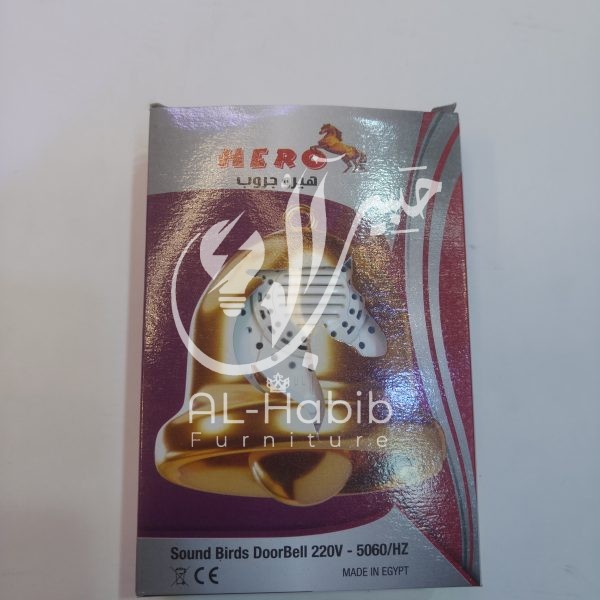 HERO
هيرو جروب
حبيب
AL-Habib
Furniture
Sound Birds DoorBell 220V - 5060/HZ
CE
MADE IN EGYPT